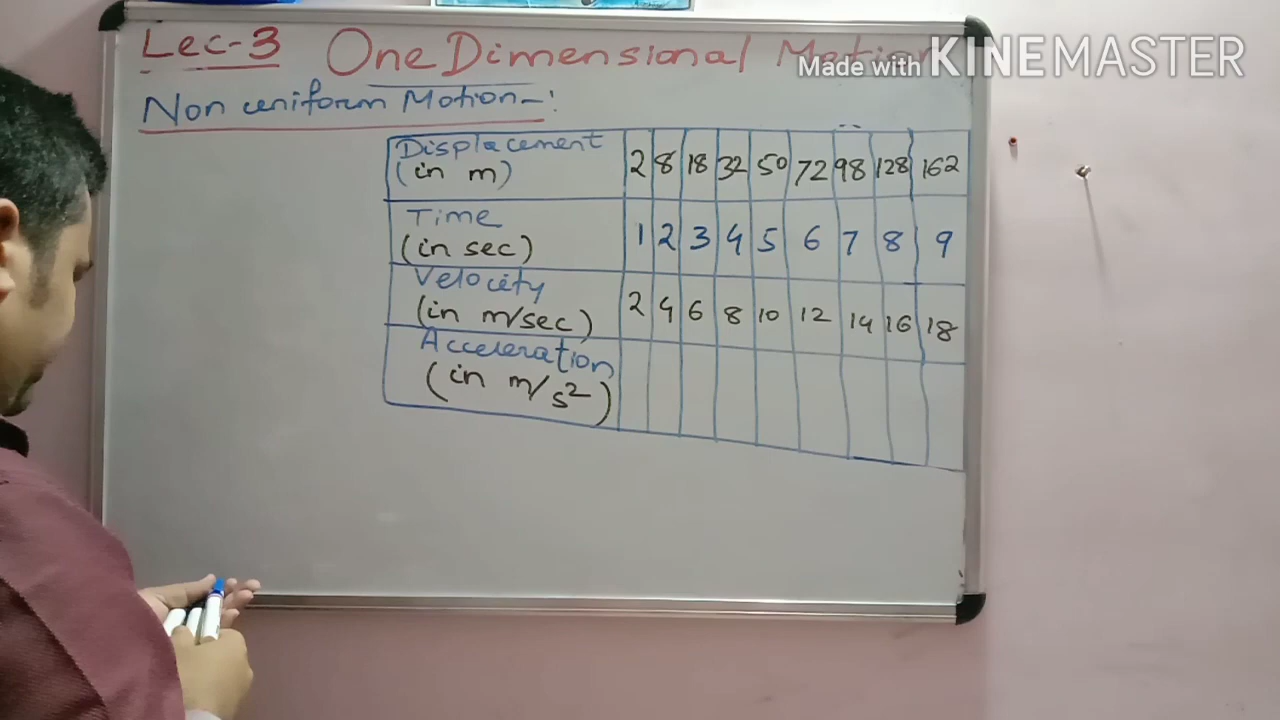 Lec-3 One Dimensional Motion
Made with KINEMASTER
Non uniform Motion-:
Displacement (in m) 2 8 18 32 50 72 98 128 162
Time (in sec) 1 2 3 4 5 6 7 8 9
Velocity (in m/sec) 2 4 6 8 10 12 14 16 18
Acceleration (in m/s²)